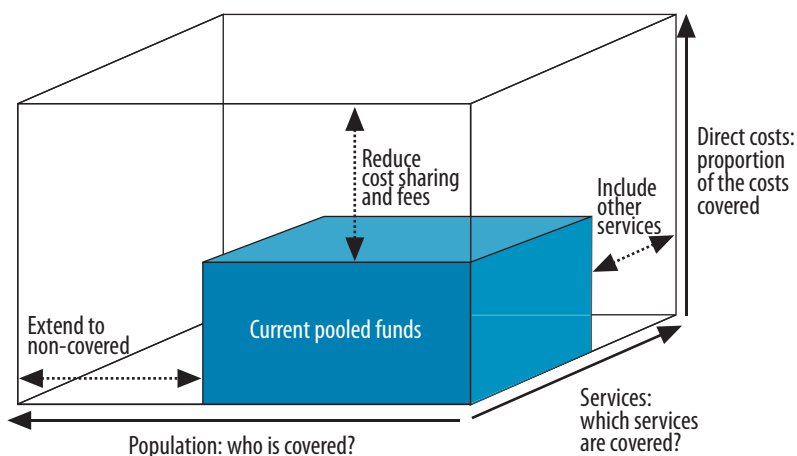 Reduce
cost sharing
and fees
Include
other
services
Direct costs:
proportion
of the costs
covered
Extend to
non-covered
Current pooled funds
Population: who is covered?
Services:
which services
are covered?